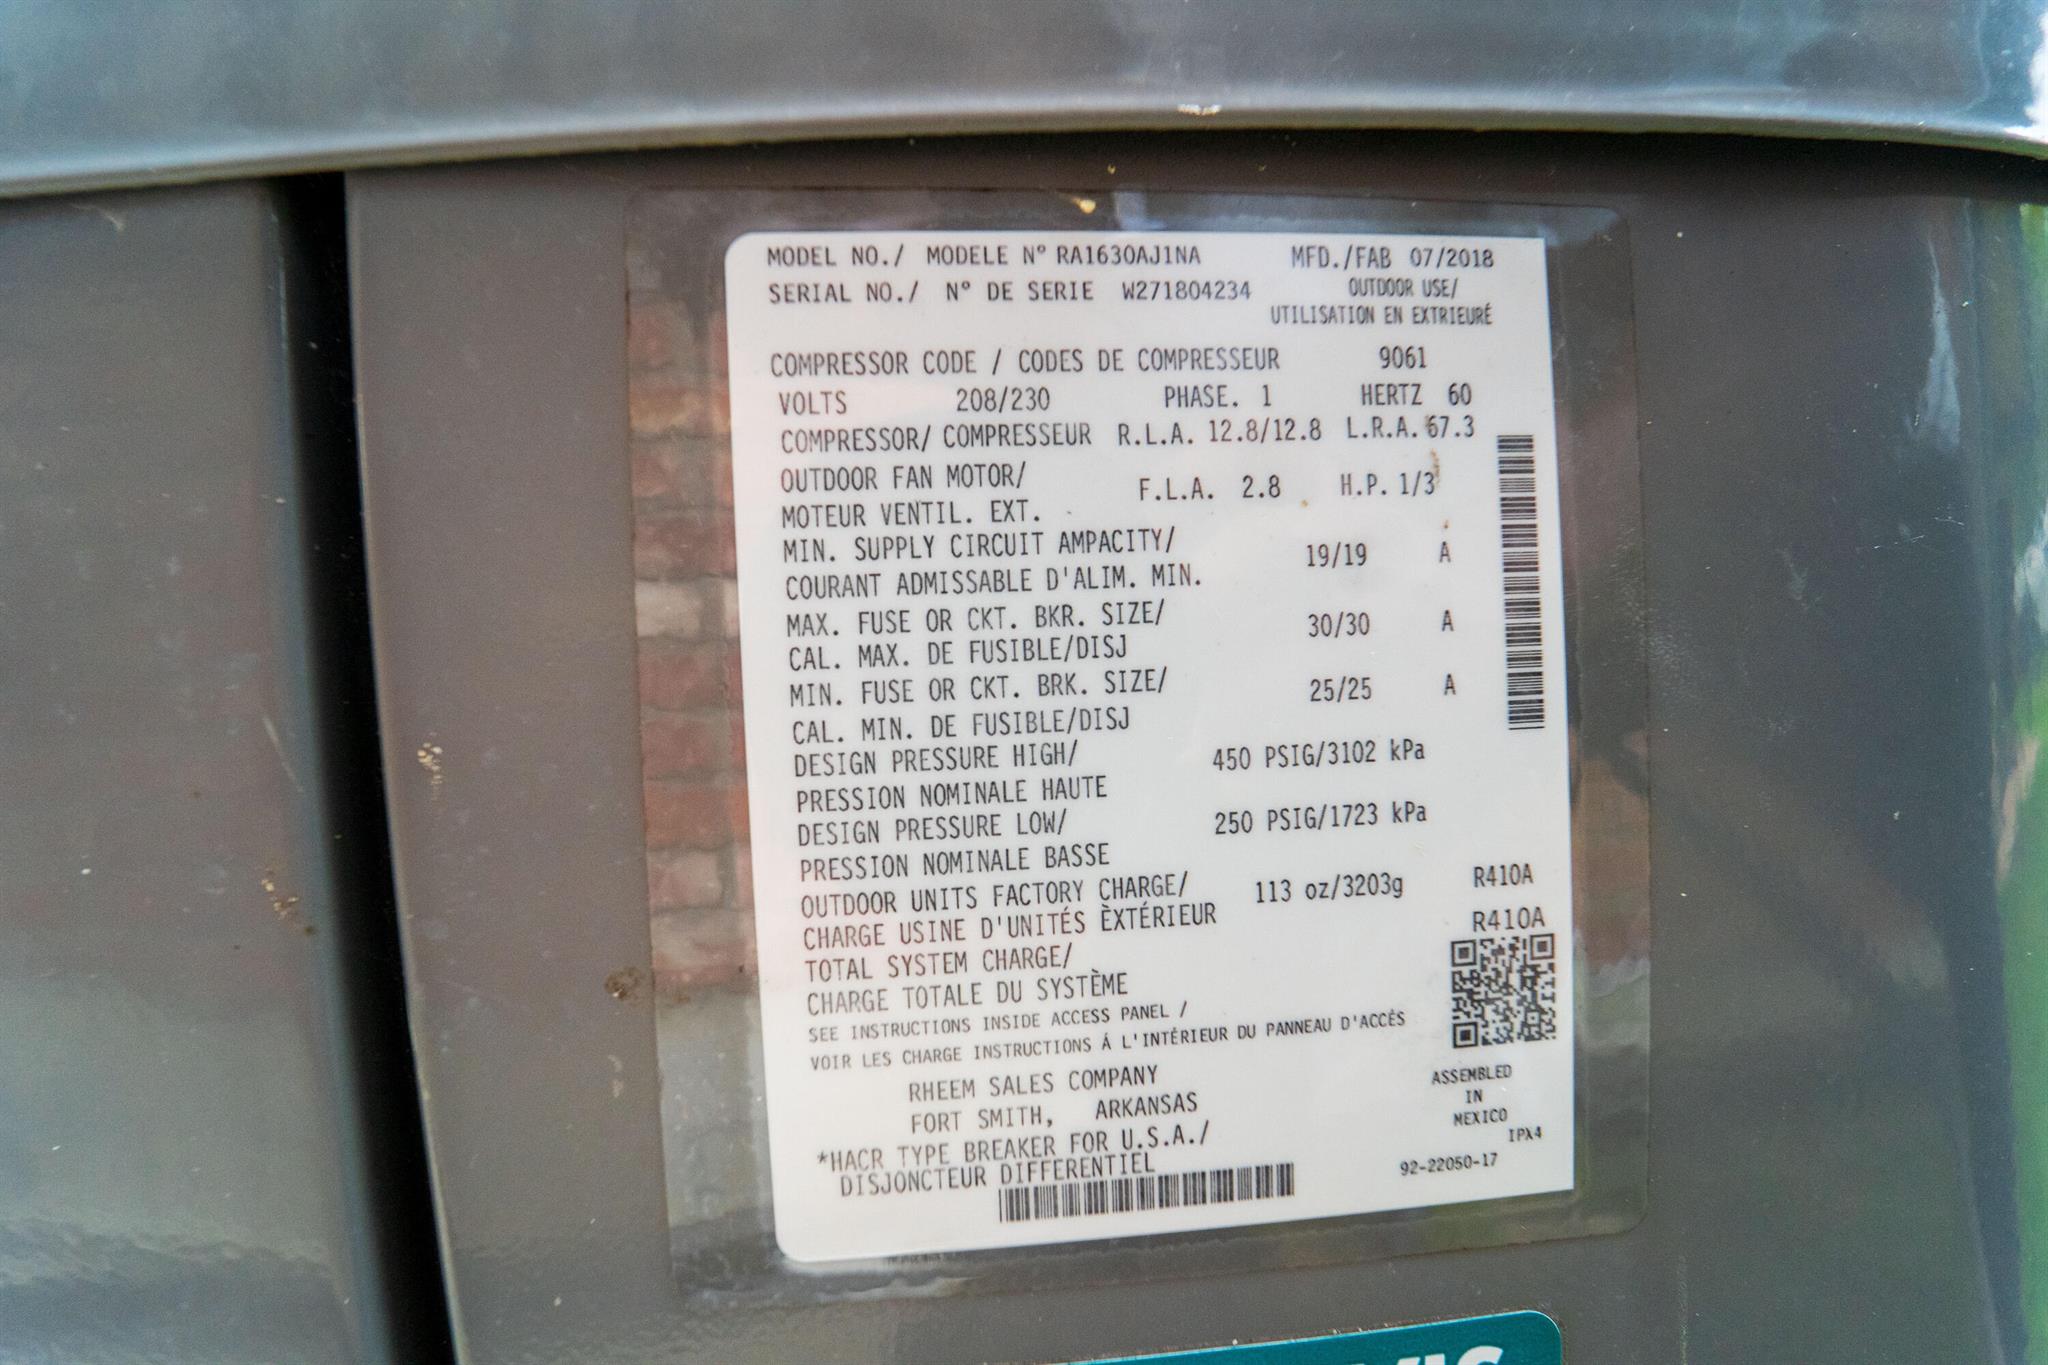 MODEL NO./ MODELE N° RA1630AJ1NA MFD./FAB 07/2018
SERIAL NO./ N° DE SERIE W271804234 OUTDOOR USE/
UTILISATION EN EXTRIEURÉ
COMPRESSOR CODE / CODES DE COMPRESSEUR 9061
VOLTS 208/230 PHASE. 1 HERTZ 60
COMPRESSOR/ COMPRESSEUR R.L.A. 12.8/12.8 L.R.A. 67.3
OUTDOOR FAN MOTOR/ F.L.A. 2.8 H.P. 1/3
MOTEUR VENTIL. EXT.
MIN. SUPPLY CIRCUIT AMPACITY/ 19/19 A
COURANT ADMISSABLE D'ALIM. MIN.
MAX. FUSE OR CKT. BKR. SIZE/ 30/30 A
CAL. MAX. DE FUSIBLE/DISJ
MIN. FUSE OR CKT. BRK. SIZE/ 25/25 A
CAL. MIN. DE FUSIBLE/DISJ
DESIGN PRESSURE HIGH/ 450 PSIG/3102 kPa
PRESSION NOMINALE HAUTE
DESIGN PRESSURE LOW/ 250 PSIG/1723 kPa
PRESSION NOMINALE BASSE
OUTDOOR UNITS FACTORY CHARGE/ 113 oz/3203g R410A
CHARGE USINE D'UNITÉS ÈXTÉRIEUR R410A
TOTAL SYSTEM CHARGE/
CHARGE TOTALE DU SYSTÈME
SEE INSTRUCTIONS INSIDE ACCESS PANEL /
VOIR LES CHARGE INSTRUCTIONS Á L'INTÉRIEUR DU PANNEAU D'ACCÈS
RHEEM SALES COMPANY
FORT SMITH, ARKANSAS
*HACR TYPE BREAKER FOR U.S.A./
DISJONCTEUR DIFFERENTIEL
ASSEMBLED
IN
MEXICO
IPX4
92-22050-17